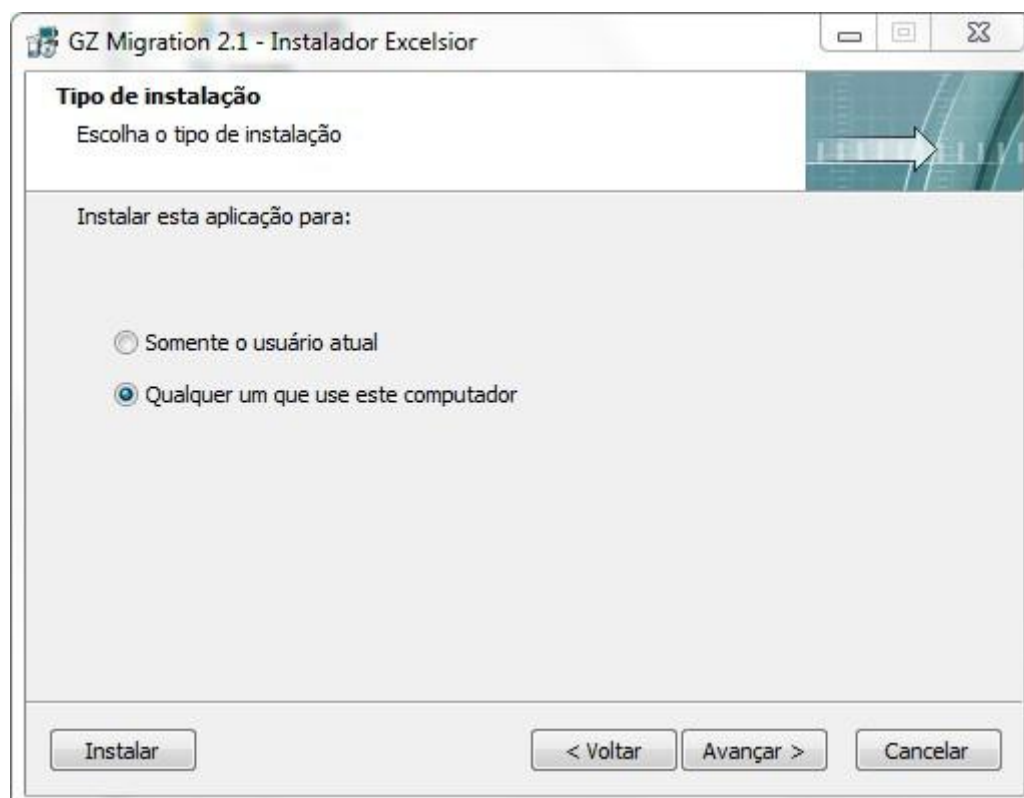 GZ Migration 2.1 - Instalador Excelsior
Tipo de instalação
Escolha o tipo de instalação
Instalar esta aplicação para:
Somente o usuário atual
Qualquer um que use este computador
Instalar
< Voltar
Avançar >
Cancelar